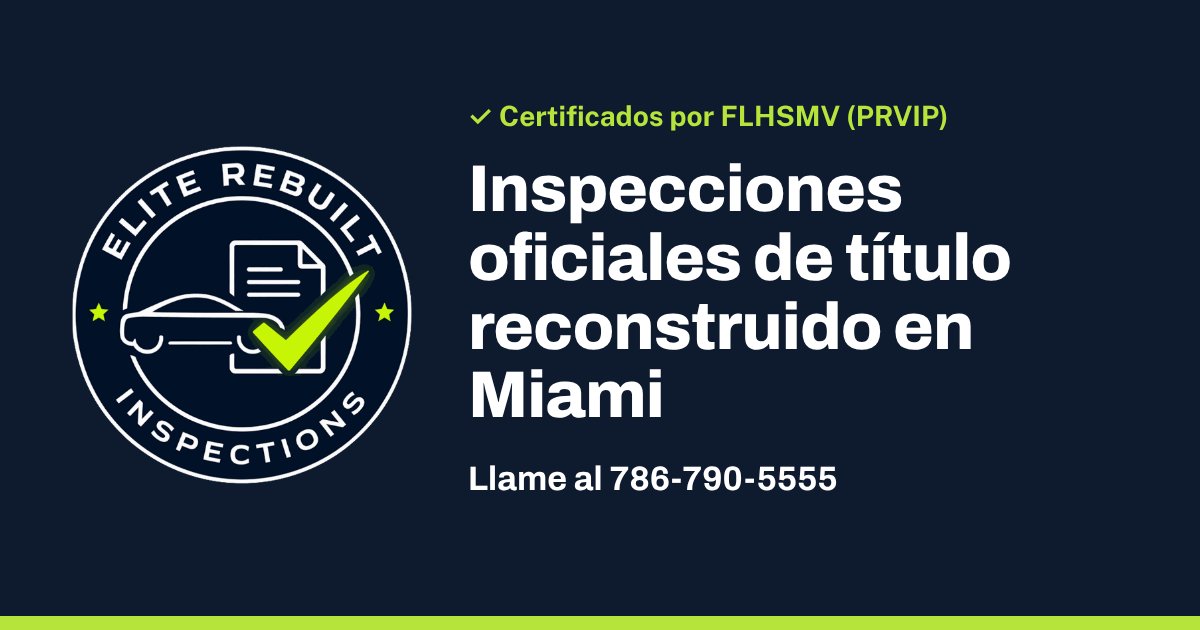 ELITE REBUILT
INSPECTIONS
✓ Certificados por FLHSMV (PRVIP)
Inspecciones
oficiales de título
reconstruido en
Miami
Llame al 786-790-5555